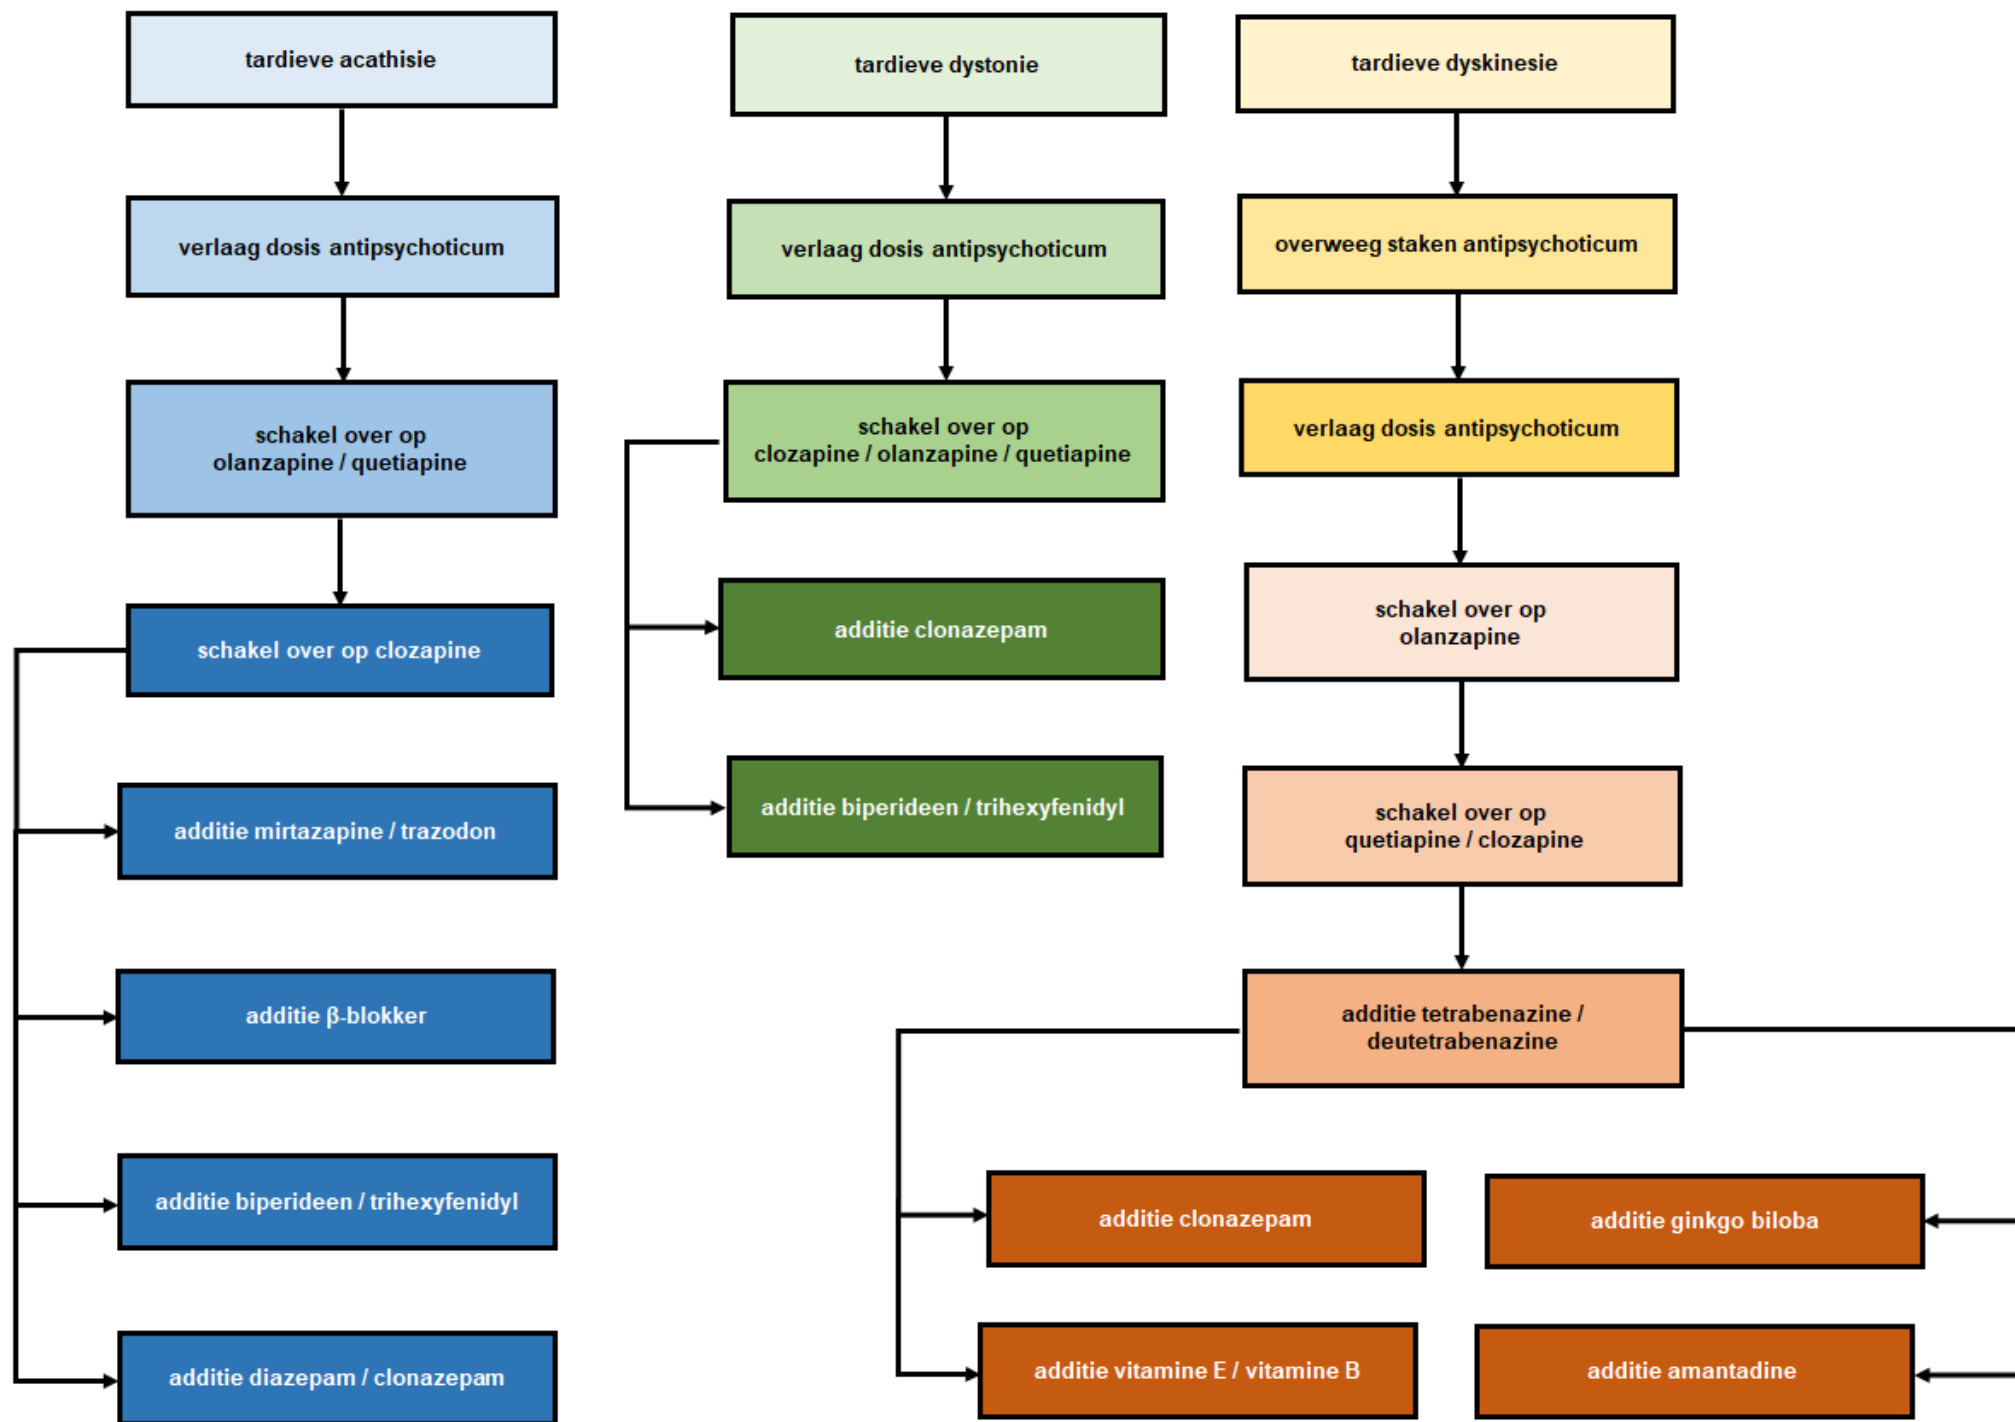 tardieve acathisie
verlaag dosis antipsychoticum
schakel over op
olanzapine / quetiapine
schakel over op clozapine
additie mirtazapine / trazodon
additie β-blokker
additie biperideen / trihexyfenidyl
additie diazepam / clonazepam
tardieve dystonie
verlaag dosis antipsychoticum
schakel over op
clozapine / olanzapine / quetiapine
additie clonazepam
additie biperideen / trihexyfenidyl
tardieve dyskinesie
overweeg staken antipsychoticum
verlaag dosis antipsychoticum
schakel over op
olanzapine
schakel over op
quetiapine / clozapine
additie tetrabenazine /
deutetrabenazine
additie clonazepam
additie vitamine E / vitamine B
additie ginkgo biloba
additie amantadine